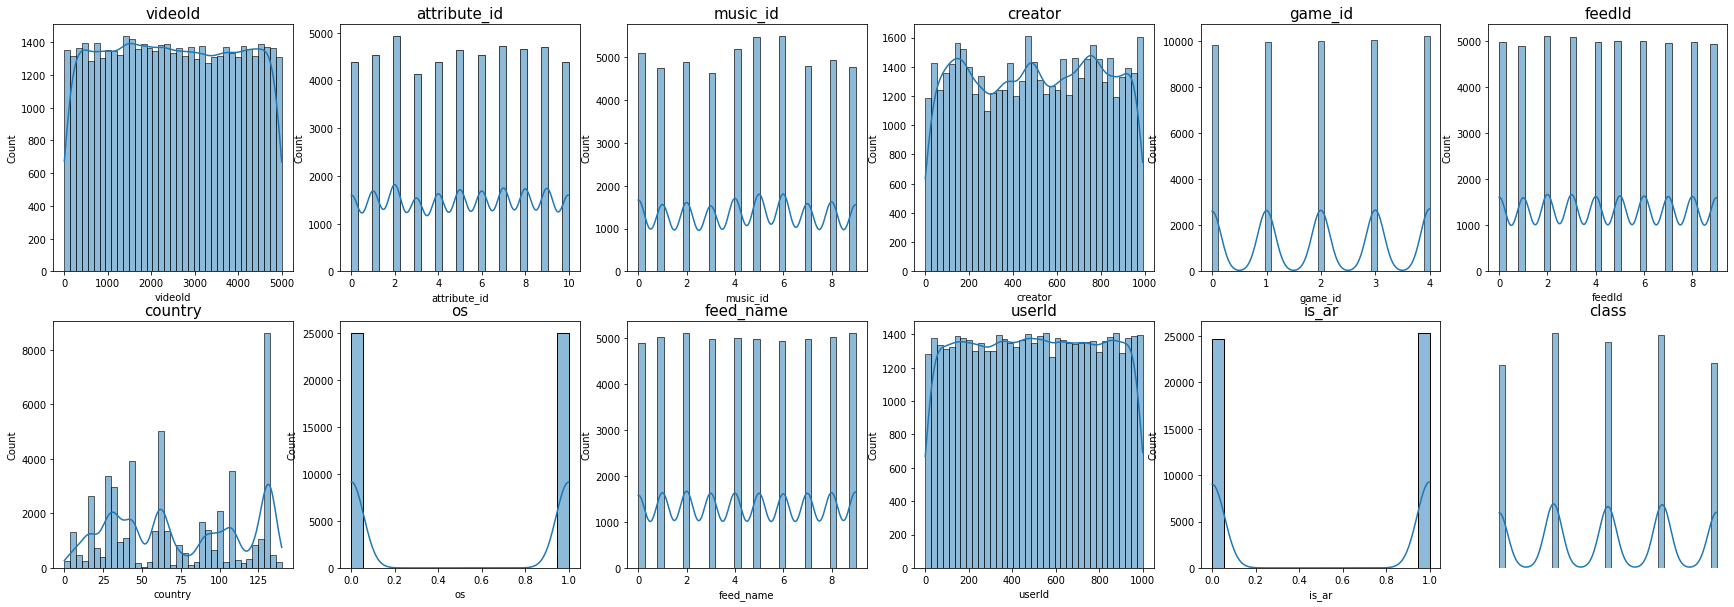 videoId
attribute_id
music_id
creator
game_id
feedId
1400
1200
1000
800
600
400
200
0
Count
0 1000 2000 3000 4000 5000
videoId
5000
4000
3000
2000
1000
0
Count
0 2 4 6 8 10
attribute_id
5000
4000
3000
2000
1000
0
Count
0 2 4 6 8
music_id
1600
1400
1200
1000
800
600
400
200
0
Count
0 200 400 600 800 1000
creator
10000
8000
6000
4000
2000
0
Count
0 1 2 3 4
game_id
5000
4000
3000
2000
1000
0
Count
0 2 4 6 8
feedId
country
os
feed_name
userId
is_ar
class
8000
6000
4000
2000
0
Count
0 25 50 75 100 125
country
25000
20000
15000
10000
5000
0
Count
0.0 0.2 0.4 0.6 0.8 1.0
os
5000
4000
3000
2000
1000
0
Count
0 2 4 6 8
feed_name
1400
1200
1000
800
600
400
200
0
Count
0 200 400 600 800 1000
userId
25000
20000
15000
10000
5000
0
Count
0.0 0.2 0.4 0.6 0.8 1.0
is_ar